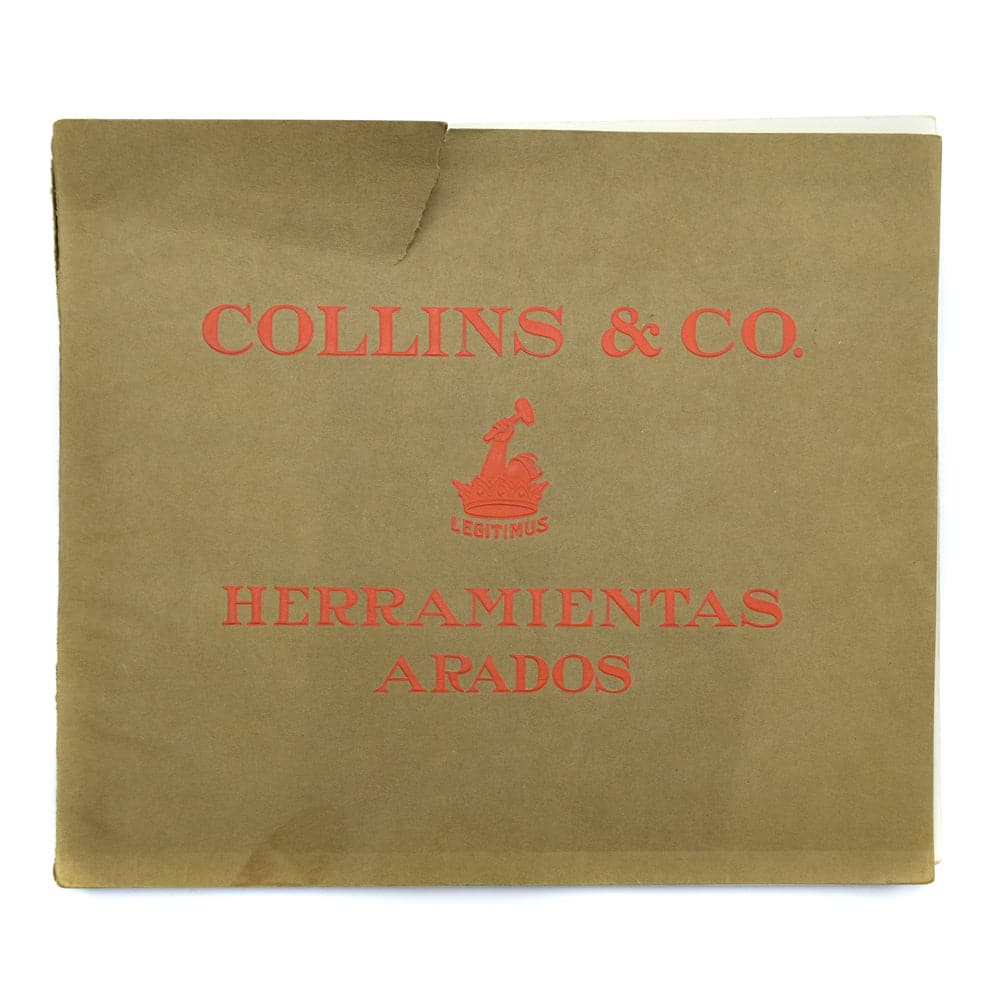 COLLINS & CO.
LEGITIMUS
HERRAMIENTAS
ARADOS